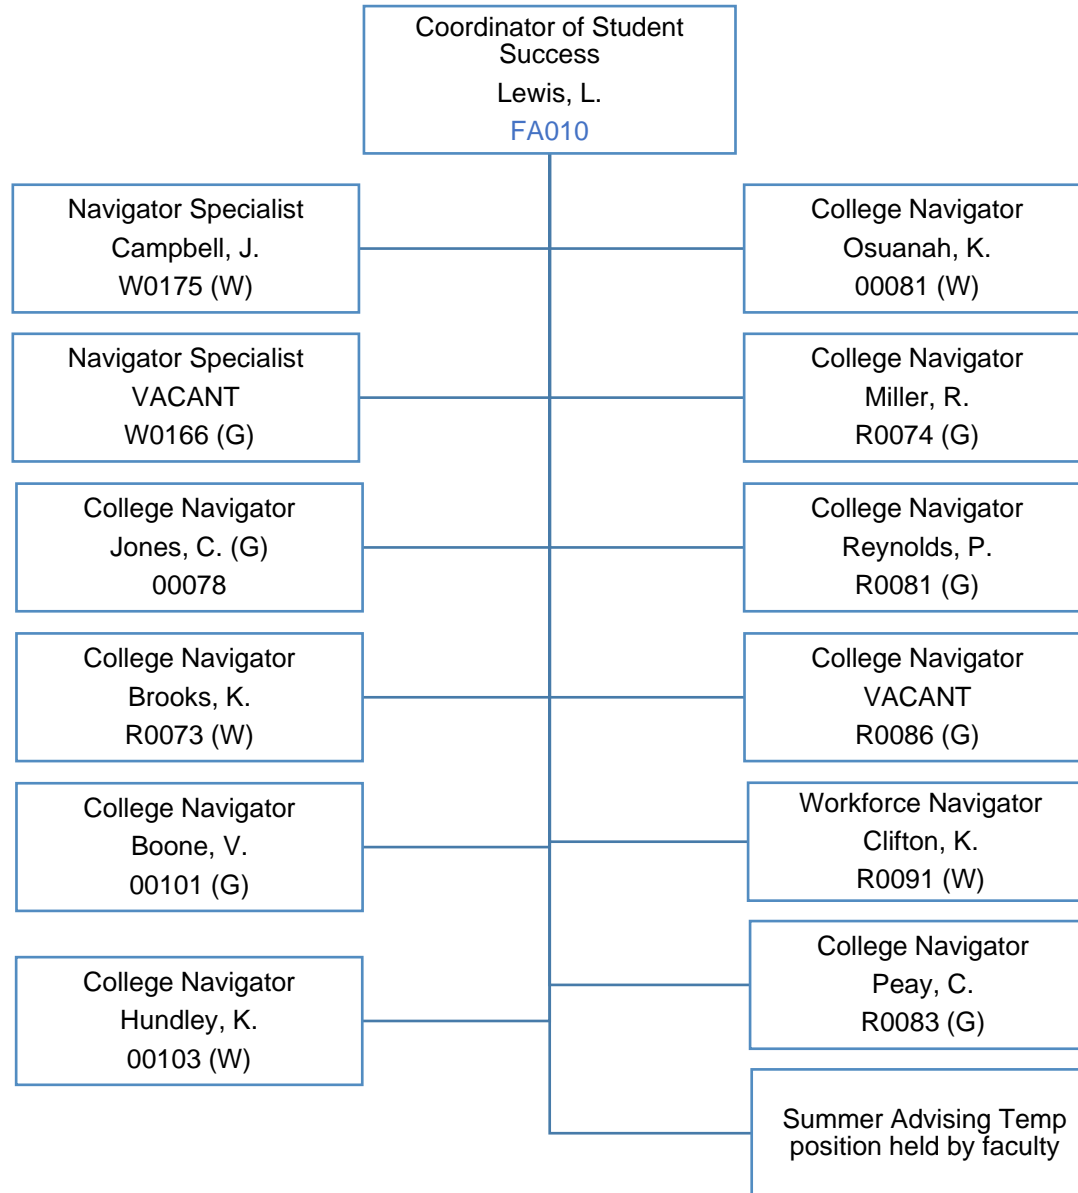 Coordinator of Student
Success
Lewis, L.
FA010
Navigator Specialist
Campbell, J.
W0175 (W)
College Navigator
Osuanah, K.
00081 (W)
Navigator Specialist
VACANT
W0166 (G)
College Navigator
Miller, R.
R0074 (G)
College Navigator
Jones, C. (G)
00078
College Navigator
Reynolds, P.
R0081 (G)
College Navigator
Brooks, K.
R0073 (W)
College Navigator
VACANT
R0086 (G)
College Navigator
Boone, V.
00101 (G)
Workforce Navigator
Clifton, K.
R0091 (W)
College Navigator
Hundley, K.
00103 (W)
College Navigator
Peay, C.
R0083 (G)
Summer Advising Temp
position held by faculty